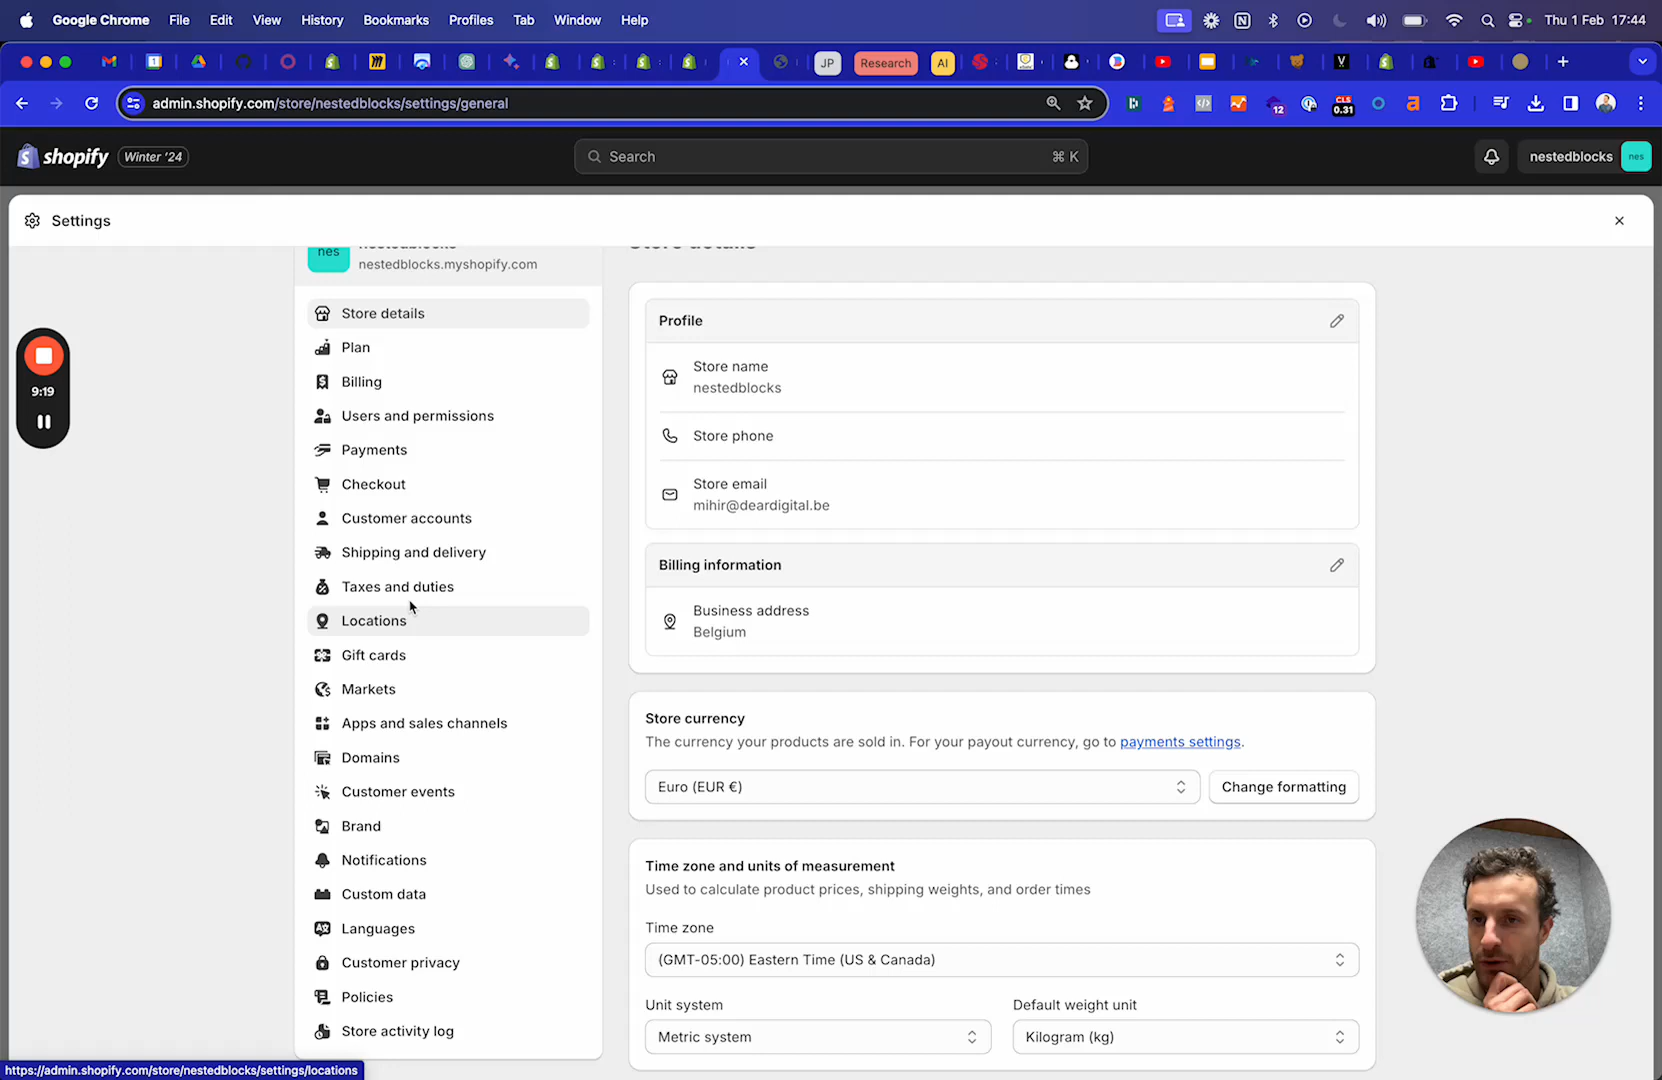 Google Chrome File Edit View History Bookmarks Profiles Tab Window Help Thu 1 Feb 17:44
JP Research AI
admin.shopify.com/store/nestedblocks/settings/general
12 CLS 0.31
shopify Winter '24 Search ⌘ K nestedblocks nes
Settings
nes
nestedblocks.myshopify.com
Store details
Plan
Billing
Users and permissions
Payments
Checkout
Customer accounts
Shipping and delivery
Taxes and duties
Locations
Gift cards
Markets
Apps and sales channels
Domains
Customer events
Brand
Notifications
Custom data
Languages
Customer privacy
Policies
Store activity log
9:19
Store details
Profile
Store name
nestedblocks
Store phone
Store email
mihir@deardigital.be
Billing information
Business address
Belgium
Store currency
The currency your products are sold in. For your payout currency, go to payments settings.
Euro (EUR €) Change formatting
Time zone and units of measurement
Used to calculate product prices, shipping weights, and order times
Time zone
(GMT-05:00) Eastern Time (US & Canada)
Unit system Default weight unit
Metric system Kilogram (kg)
https://admin.shopify.com/store/nestedblocks/settings/locations